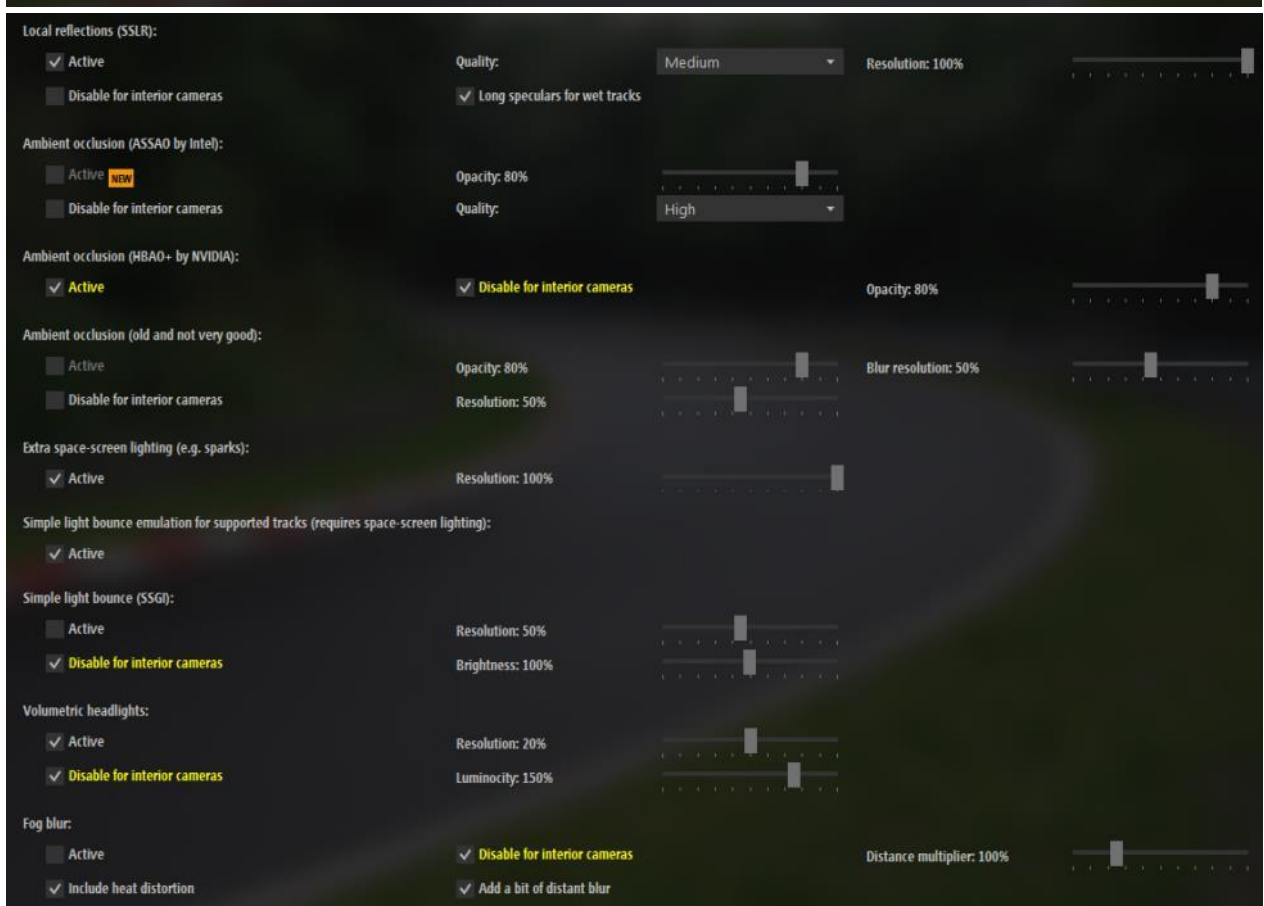 Local reflections (SSLR):
Active Quality: Medium Resolution: 100%
Disable for interior cameras Long speculars for wet tracks
Ambient occlusion (ASSAO by Intel):
Active NEW Opacity: 80%
Disable for interior cameras Quality: High
Ambient occlusion (HBAO+ by NVIDIA):
Active Disable for interior cameras Opacity: 80%
Ambient occlusion (old and not very good):
Active Opacity: 80% Blur resolution: 50%
Disable for interior cameras Resolution: 50%
Extra space-screen lighting (e.g. sparks):
Active Resolution: 100%
Simple light bounce emulation for supported tracks (requires space-screen lighting):
Active
Simple light bounce (SSGI):
Active Resolution: 50%
Disable for interior cameras Brightness: 100%
Volumetric headlights:
Active Resolution: 20%
Disable for interior cameras Luminocity: 150%
Fog blur:
Active Disable for interior cameras Distance multiplier: 100%
Include heat distortion Add a bit of distant blur